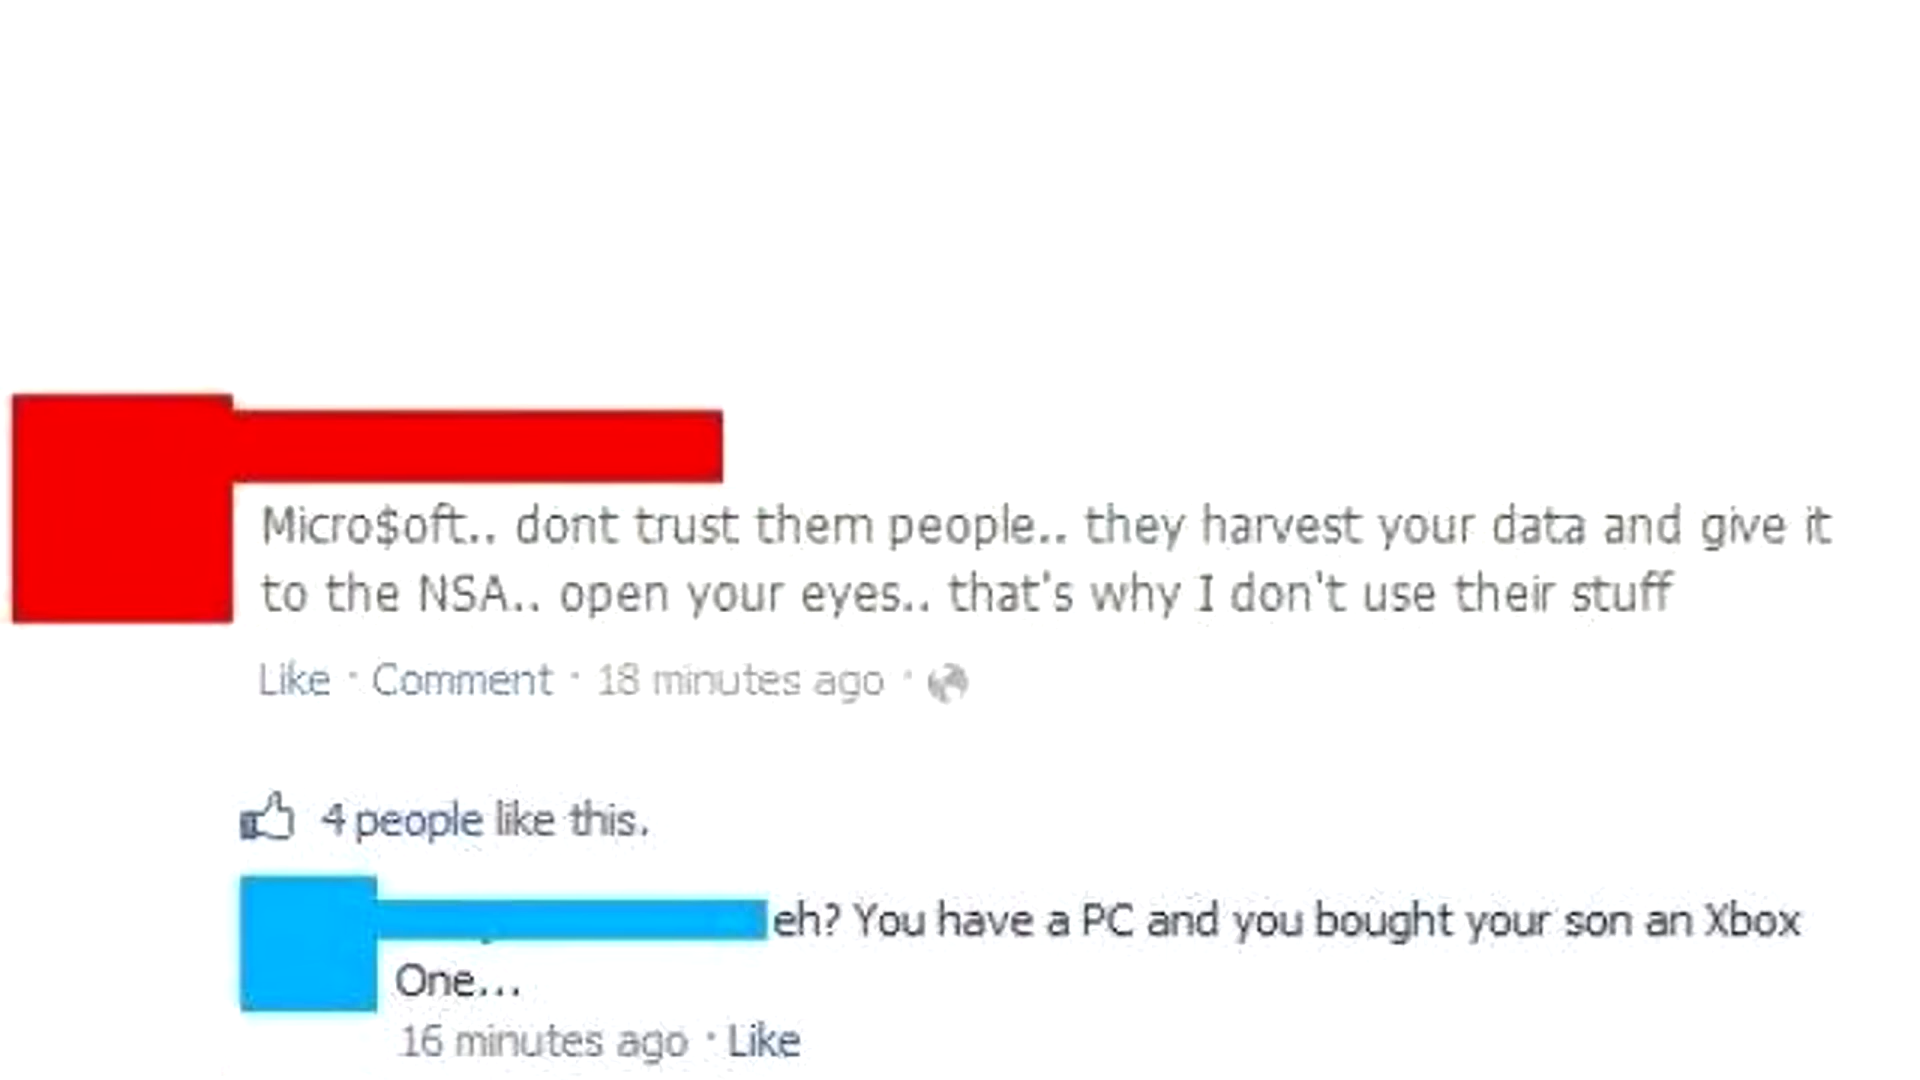 Micro$oft.. dont trust them people.. they harvest your data and give it
to the NSA.. open your eyes.. that's why I don't use their stuff
Like · Comment · 18 minutes ago ·
4 people like this.
eh? You have a PC and you bought your son an Xbox
One...
16 minutes ago · Like